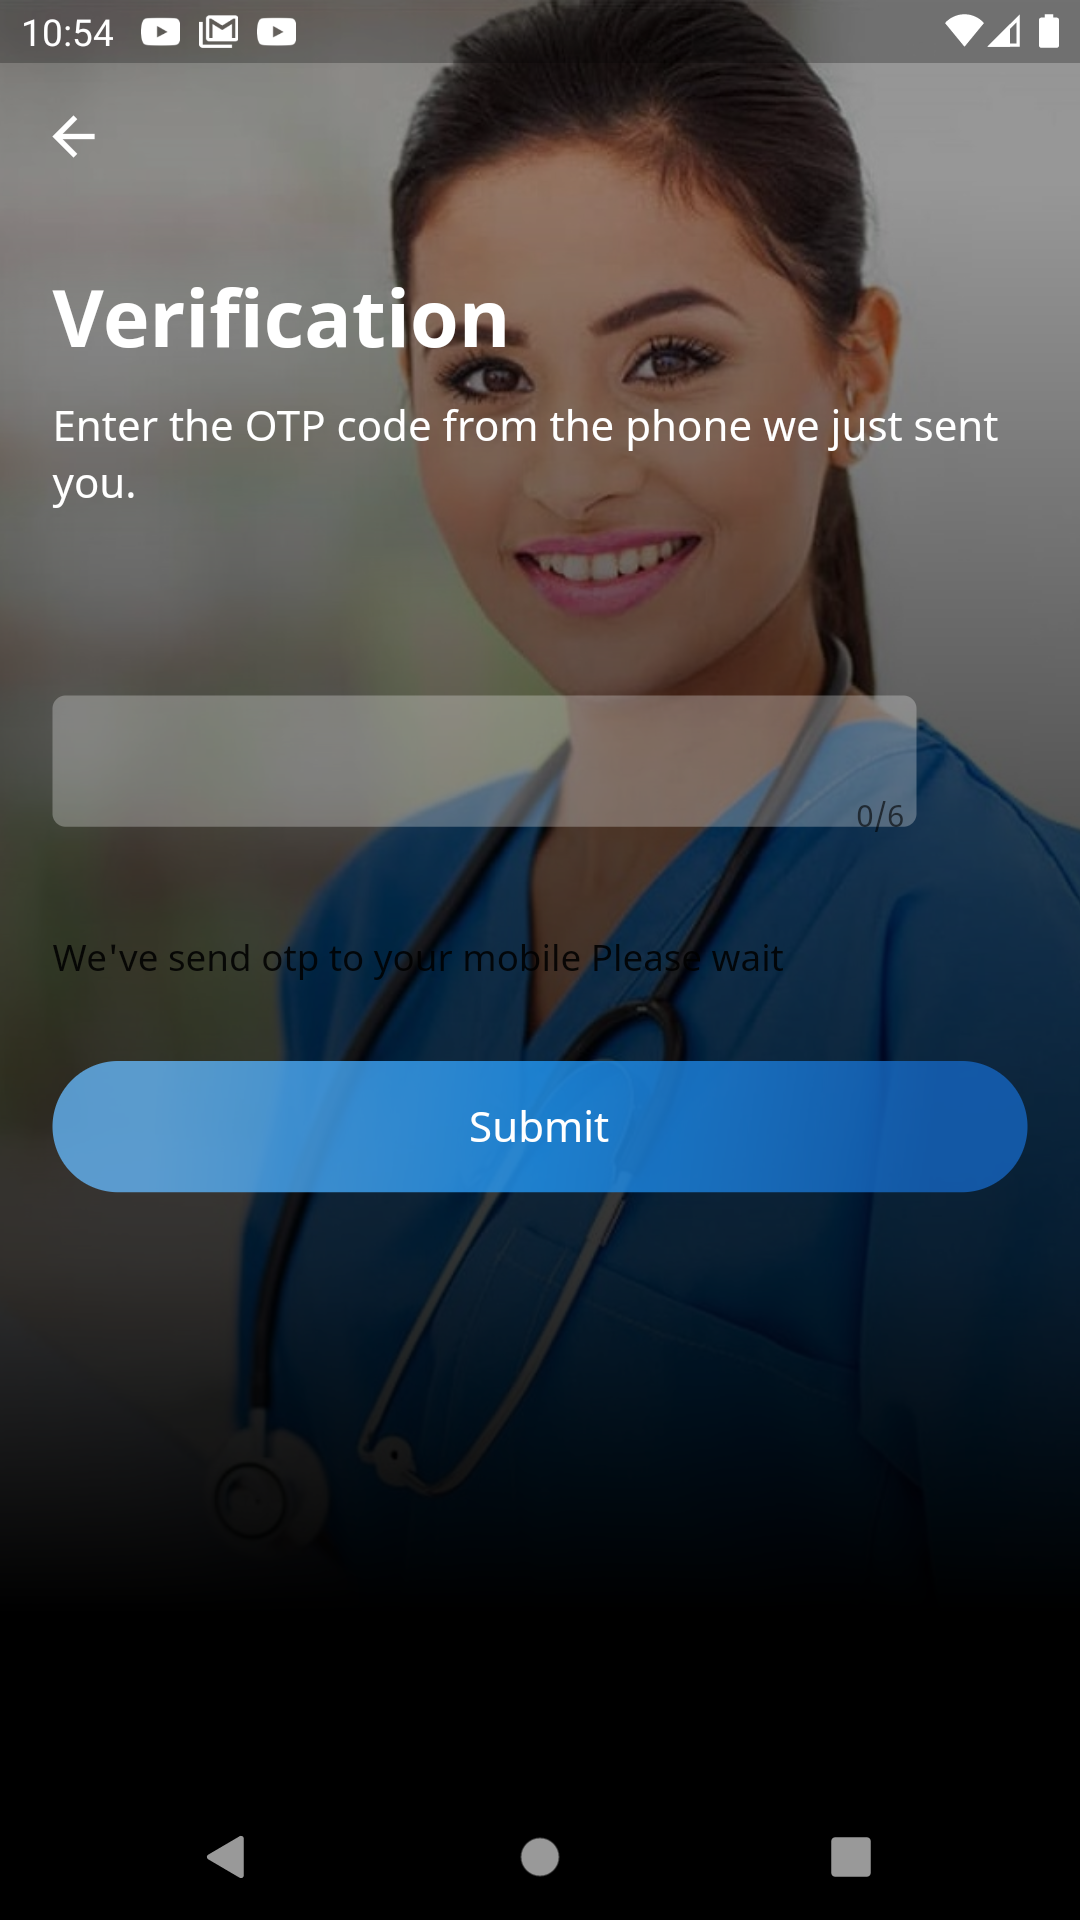 10:54
Verification
Enter the OTP code from the phone we just sent
you.
0/6
We've send otp to your mobile Please wait
Submit